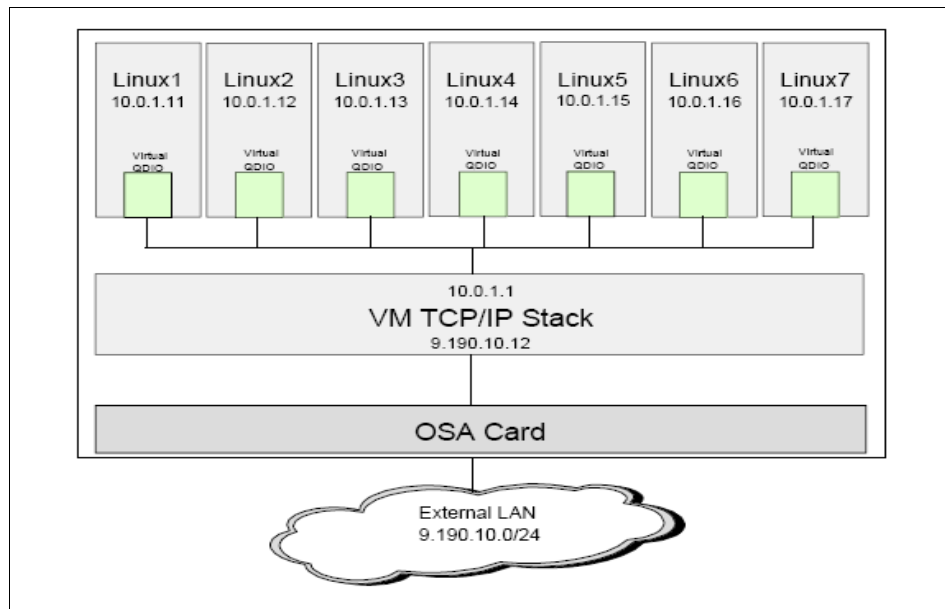 Linux1
10.0.1.11
Virtual
QDIO
Linux2
10.0.1.12
Virtual
QDIO
Linux3
10.0.1.13
Virtual
QDIO
Linux4
10.0.1.14
Virtual
QDIO
Linux5
10.0.1.15
Virtual
QDIO
Linux6
10.0.1.16
Virtual
QDIO
Linux7
10.0.1.17
Virtual
QDIO
10.0.1.1
VM TCP/IP Stack
9.190.10.12
OSA Card
External LAN
9.190.10.0/24